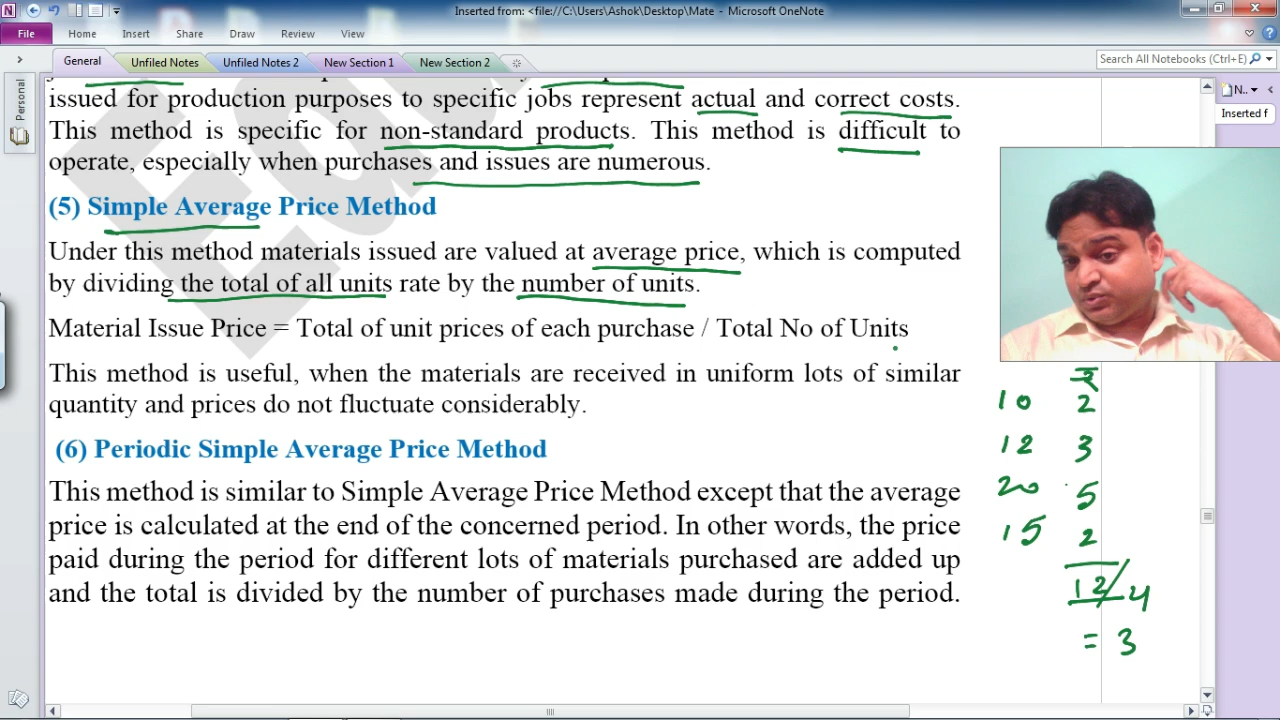 Inserted from: <file://C:\Users\Ashok\Desktop\Mate - Microsoft OneNote
File Home Insert Share Draw Review View
General Unfiled Notes Unfiled Notes 2 New Section 1 New Section 2 Search All Notebooks (Ctrl+E)
Personal
N..
Inserted f
issued for production purposes to specific jobs represent actual and correct costs.
This method is specific for non-standard products. This method is difficult to
operate, especially when purchases and issues are numerous.
(5) Simple Average Price Method
Under this method materials issued are valued at average price, which is computed
by dividing the total of all units rate by the number of units.
Material Issue Price = Total of unit prices of each purchase / Total No of Units
This method is useful, when the materials are received in uniform lots of similar
quantity and prices do not fluctuate considerably.
(6) Periodic Simple Average Price Method
This method is similar to Simple Average Price Method except that the average
price is calculated at the end of the concerned period. In other words, the price
paid during the period for different lots of materials purchased are added up
and the total is divided by the number of purchases made during the period.
₹
10 2
12 3
20 5
15 2
12/4
= 3